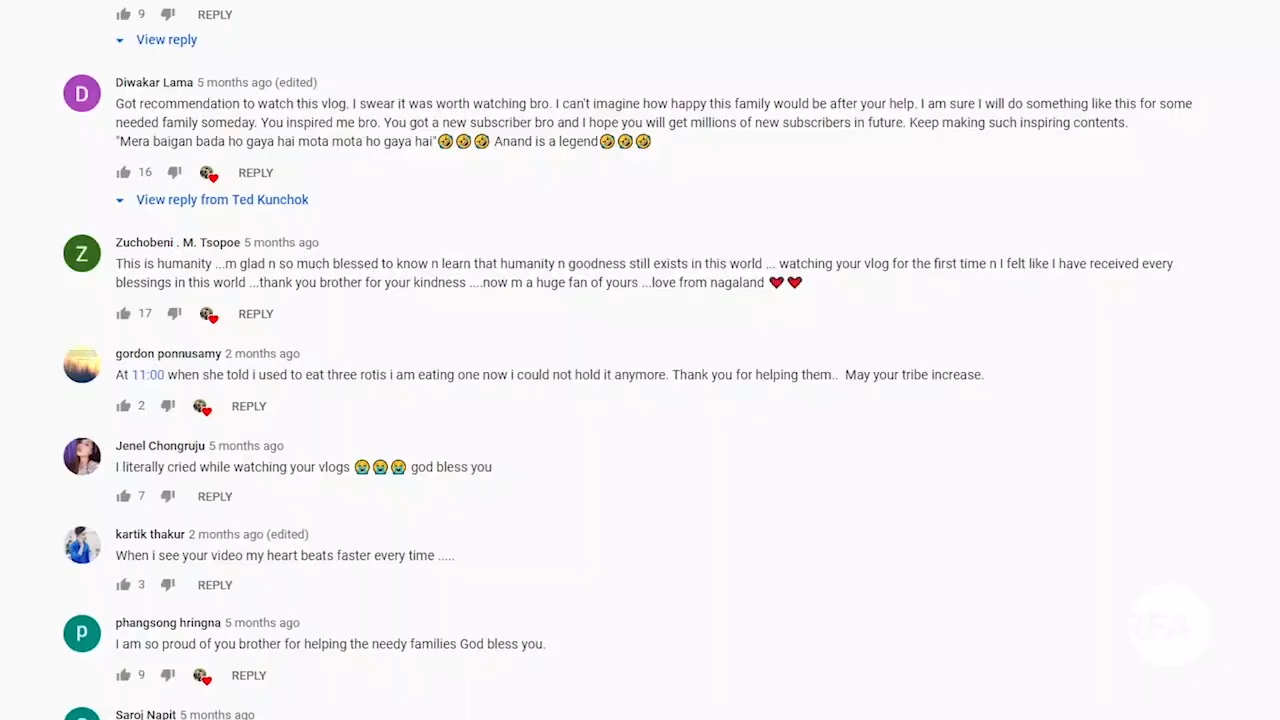 9 REPLY
View reply
D
Diwakar Lama 5 months ago (edited)
Got recommendation to watch this vlog. I swear it was worth watching bro. I can't imagine how happy this family would be after your help. I am sure I will do something like this for some
needed family someday. You inspired me bro. You got a new subscriber bro and I hope you will get millions of new subscribers in future. Keep making such inspiring contents.
"Mera baigan bada ho gaya hai mota mota ho gaya hai"🤣🤣🤣 Anand is a legend🤣🤣🤣
16 REPLY
View reply from Ted Kunchok
Z
Zuchobeni . M. Tsopoe 5 months ago
This is humanity ...m glad n so much blessed to know n learn that humanity n goodness still exists in this world ... watching your vlog for the first time n I felt like I have received every
blessings in this world ...thank you brother for your kindness ....now m a huge fan of yours ...love from nagaland ❤️❤️
17 REPLY
gordon ponnusamy 2 months ago
At 11:00 when she told i used to eat three rotis i am eating one now i could not hold it anymore. Thank you for helping them.. May your tribe increase.
2 REPLY
Jenel Chongruju 5 months ago
I literally cried while watching your vlogs 😭😭😭 god bless you
7 REPLY
kartik thakur 2 months ago (edited)
When i see your video my heart beats faster every time .....
3 REPLY
P
phangsong hringna 5 months ago
I am so proud of you brother for helping the needy families God bless you.
9 REPLY
Saroj Napit 5 months ago
RFA